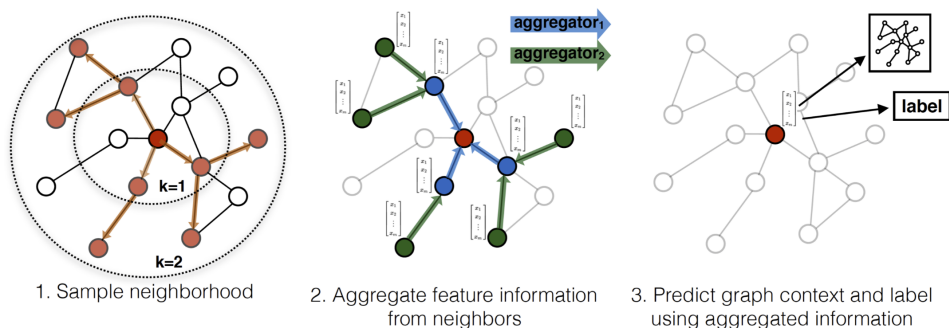 aggregator1
aggregator2
label
k=1
k=2
1. Sample neighborhood
2. Aggregate feature information
from neighbors
3. Predict graph context and label
using aggregated information